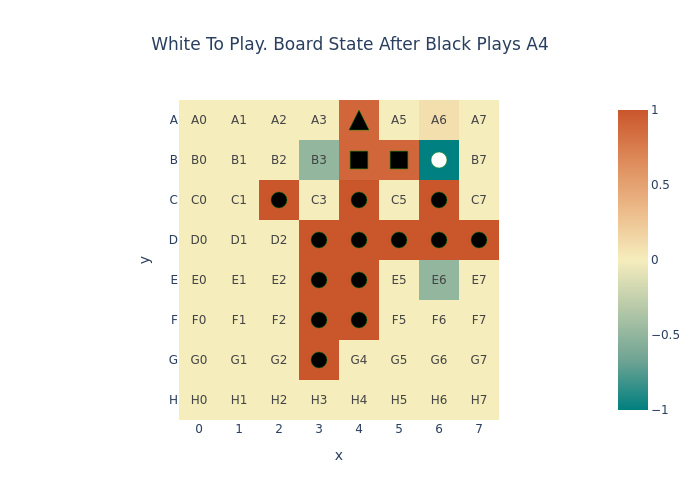 White To Play. Board State After Black Plays A4
A A0 A1 A2 A3 A5 A6 A7 1
B B0 B1 B2 B3 B7
C C0 C1 C3 C5 C7 0.5
D D0 D1 D2
y 0
E E0 E1 E2 E5 E6 E7
F F0 F1 F2 F5 F6 F7 −0.5
G G0 G1 G2 G4 G5 G6 G7
H H0 H1 H2 H3 H4 H5 H6 H7 −1
0 1 2 3 4 5 6 7
x